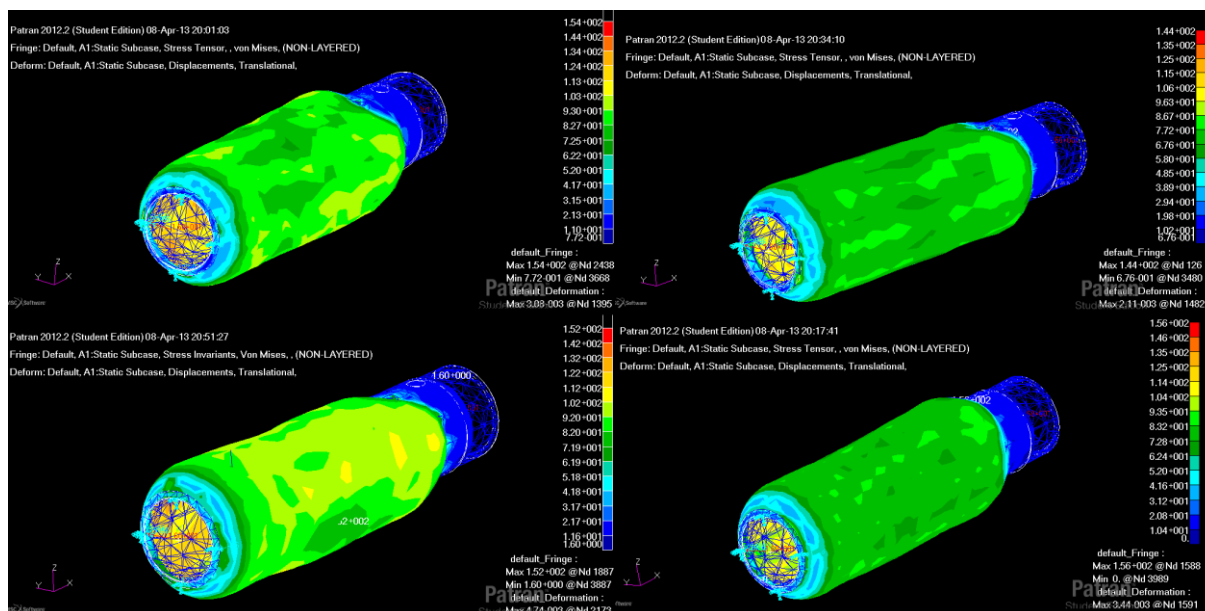 Patran 2012.2 (Student Edition) 08-Apr-13 20:01:03
Fringe: Default, A1:Static Subcase, Stress Tensor, , von Mises, (NON-LAYERED)
Deform: Default, A1:Static Subcase, Displacements, Translational,
1.54+002
1.44+002
1.34+002
1.24+002
1.13+002
1.03+002
9.30+001
8.27+001
7.25+001
6.22+001
5.20+001
4.17+001
3.15+001
2.13+001
1.10+001
7.72-001
default_Fringe :
Max 1.54+002 @Nd 2438
Min 7.72-001 @Nd 3668
default_Deformation :
Max 3.08-003 @Nd 1395
Patran
Y Z X
Patran 2012.2 (Student Edition) 08-Apr-13 20:34:10
Fringe: Default, A1:Static Subcase, Stress Tensor, , von Mises, (NON-LAYERED)
Deform: Default, A1:Static Subcase, Displacements, Translational,
1.44+002
1.35+002
1.25+002
1.15+002
1.06+002
9.63+001
8.67+001
7.72+001
6.76+001
5.80+001
4.85+001
3.89+001
2.94+001
1.98+001
1.02+001
6.76-001
default_Fringe :
Max 1.44+002 @Nd 126
Min 6.76-001 @Nd 3480
default_Deformation :
Max 2.11-003 @Nd 1482
Patran
Y Z X
Patran 2012.2 (Student Edition) 08-Apr-13 20:51:27
Fringe: Default, A1:Static Subcase, Stress Invariants, Von Mises, , (NON-LAYERED)
Deform: Default, A1:Static Subcase, Displacements, Translational,
1.60+000
1.52+002
1.42+002
1.32+002
1.22+002
1.12+002
1.02+002
9.20+001
8.20+001
7.19+001
6.19+001
5.18+001
4.18+001
3.17+001
2.17+001
1.16+001
1.60+000
default_Fringe :
Max 1.52+002 @Nd 1887
Min 1.60+000 @Nd 3887
default_Deformation :
Max 4.74-003 @Nd 2173
Patran
Y Z X
Patran 2012.2 (Student Edition) 08-Apr-13 20:17:41
Fringe: Default, A1:Static Subcase, Stress Tensor, , von Mises, (NON-LAYERED)
Deform: Default, A1:Static Subcase, Displacements, Translational,
1.56+002
1.46+002
1.35+002
1.25+002
1.14+002
1.04+002
9.35+001
8.32+001
7.28+001
6.24+001
5.20+001
4.16+001
3.12+001
2.08+001
1.04+001
0.
default_Fringe :
Max 1.56+002 @Nd 1588
Min 0. @Nd 3989
default_Deformation :
Max 3.44-003 @Nd 1591
Patran
Y Z X